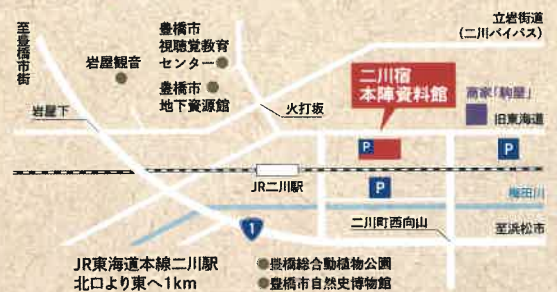 立岩街道
(二川バイパス)
至豊橋市街
岩屋観音
豊橋市
視聴覚教育
センター
豊橋市
地下資源館
岩屋下
火打坂
二川宿
本陣資料館
商家「駒屋」
旧東海道
P
P
JR二川駅
P
梅田川
1
二川町西向山
至浜松市
JR東海道本線二川駅
北口より東へ1km
豊橋総合動植物公園
豊橋市自然史博物館